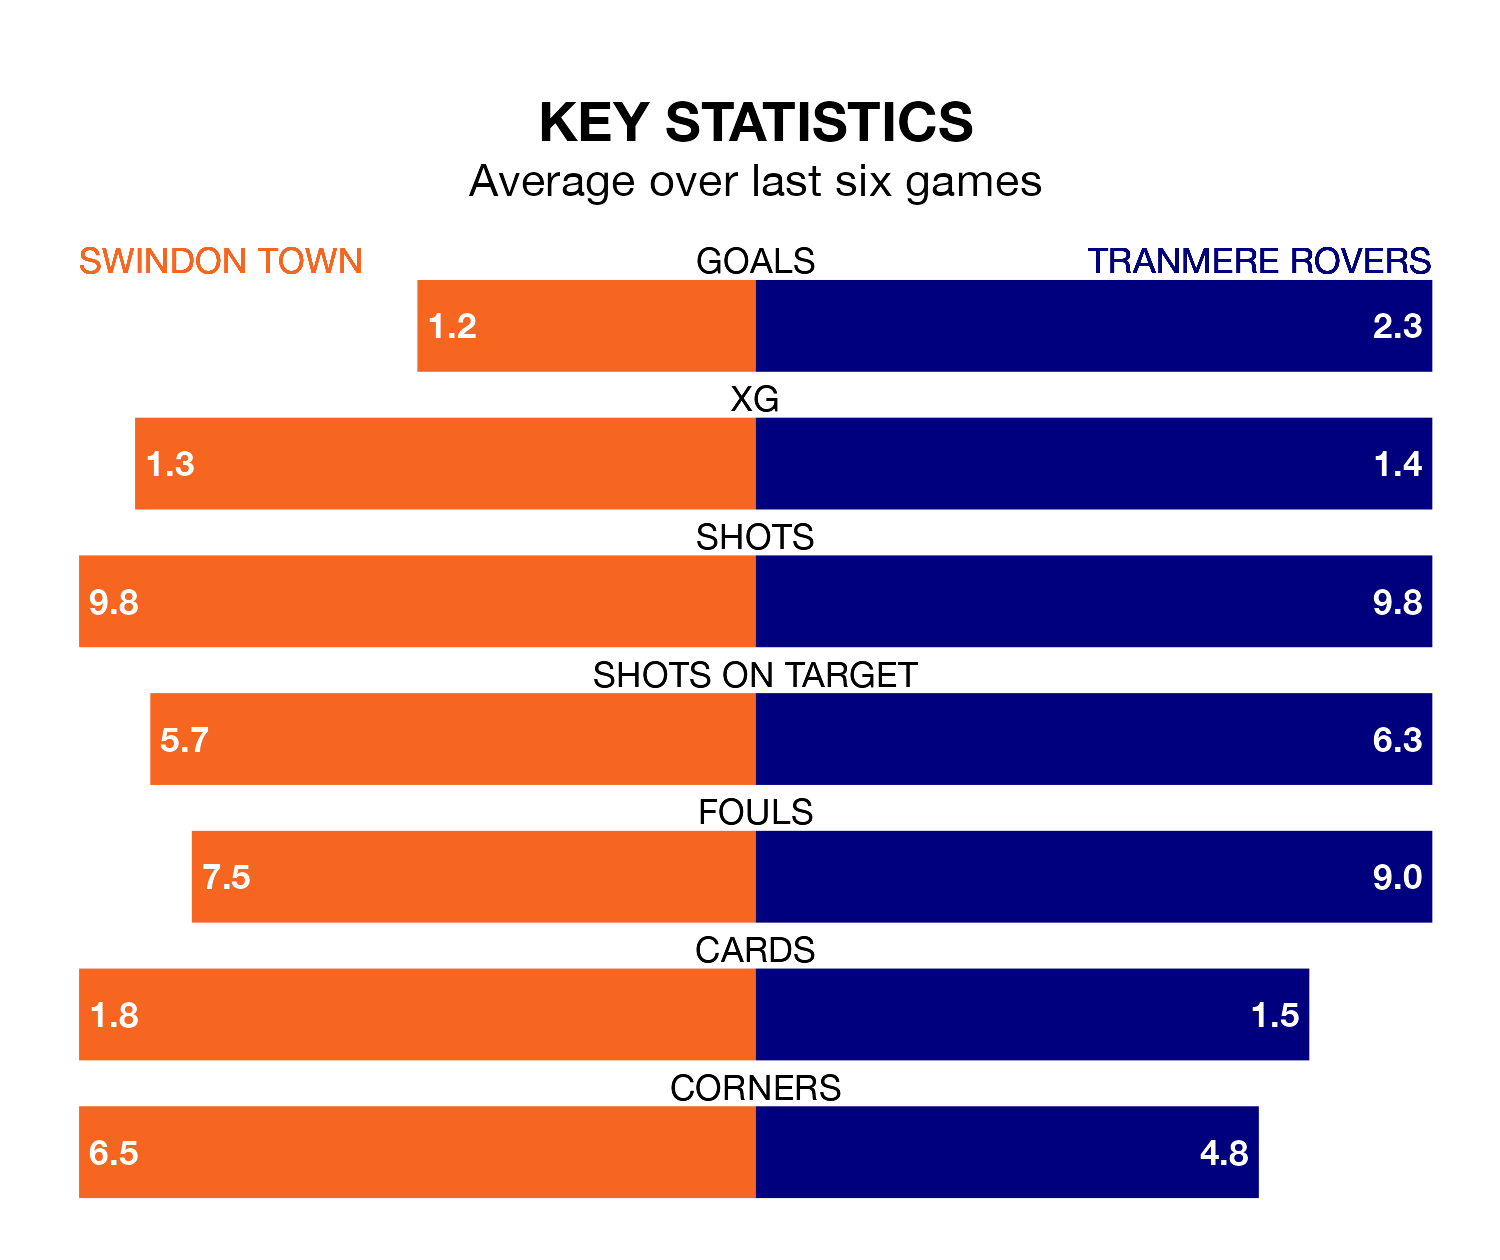 KEY STATISTICS
Average over last six games
SWINDON TOWN GOALS TRANMERE ROVERS
1.2 2.3
XG
1.3 1.4
SHOTS
9.8 9.8
SHOTS ON TARGET
5.7 6.3
FOULS
7.5 9.0
CARDS
1.8 1.5
CORNERS
6.5 4.8